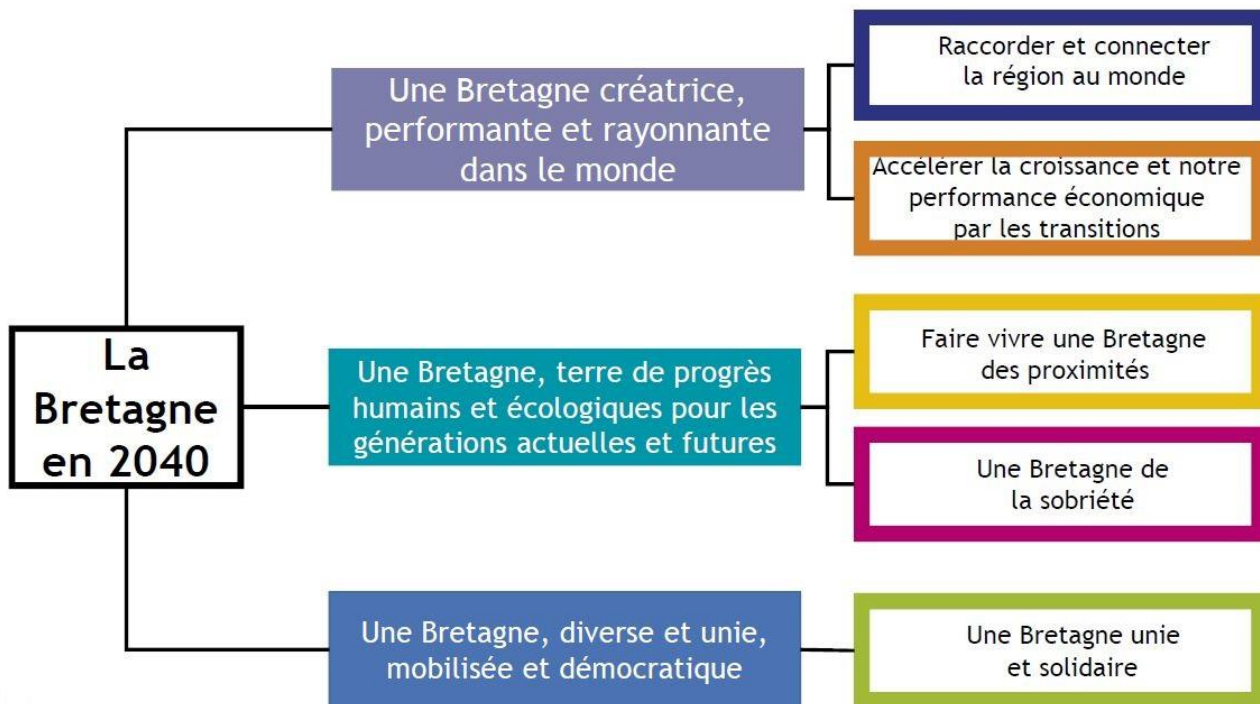 La
Bretagne
en 2040
Une Bretagne créatrice,
performante et rayonnante
dans le monde
Raccorder et connecter
la région au monde
Accélérer la croissance et notre
performance économique
par les transitions
Une Bretagne, terre de progrès
humains et écologiques pour les
générations actuelles et futures
Faire vivre une Bretagne
des proximités
Une Bretagne de
la sobriété
Une Bretagne, diverse et unie,
mobilisée et démocratique
Une Bretagne unie
et solidaire